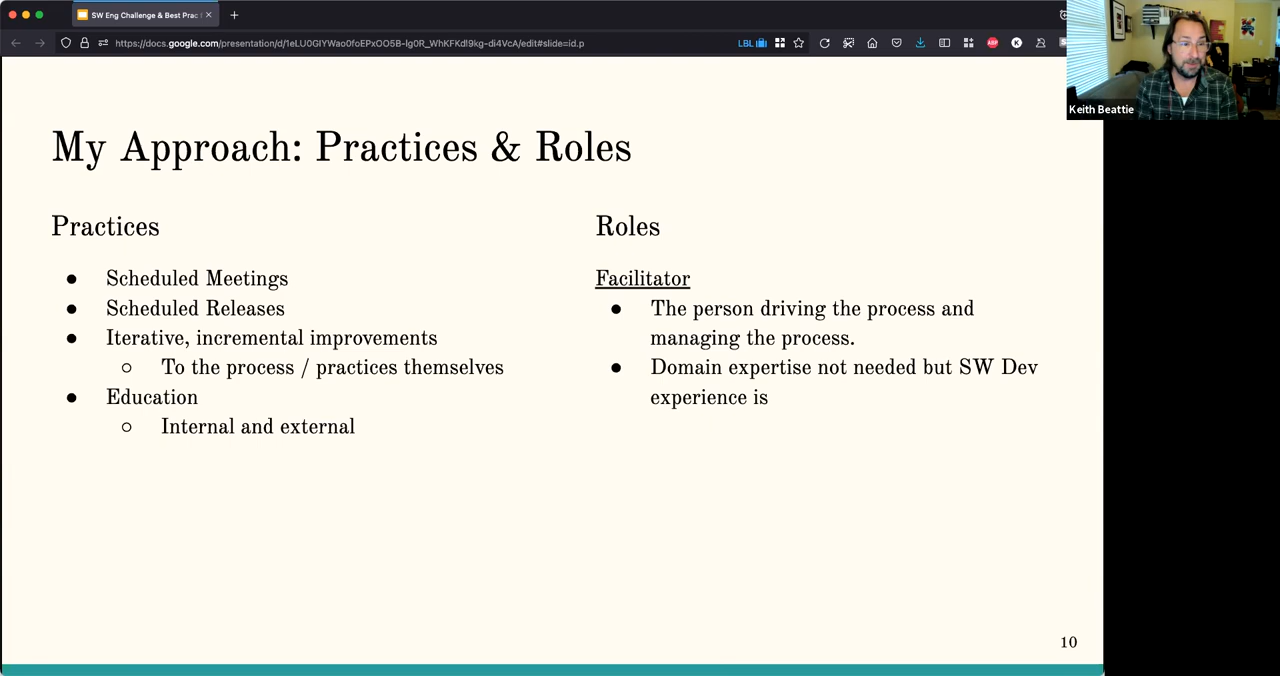 SW Eng Challenge & Best Prac
https://docs.google.com/presentation/d/1eLU0GIYWao0foEPxOO5B-Ig0R_WhKFKdl9kg-di4VcA/edit#slide=id.p
LBL
ABP
K
Keith Beattie
My Approach: Practices & Roles
Practices
● Scheduled Meetings
● Scheduled Releases
● Iterative, incremental improvements
○ To the process / practices themselves
● Education
○ Internal and external
Roles
Facilitator
● The person driving the process and
managing the process.
● Domain expertise not needed but SW Dev
experience is
10